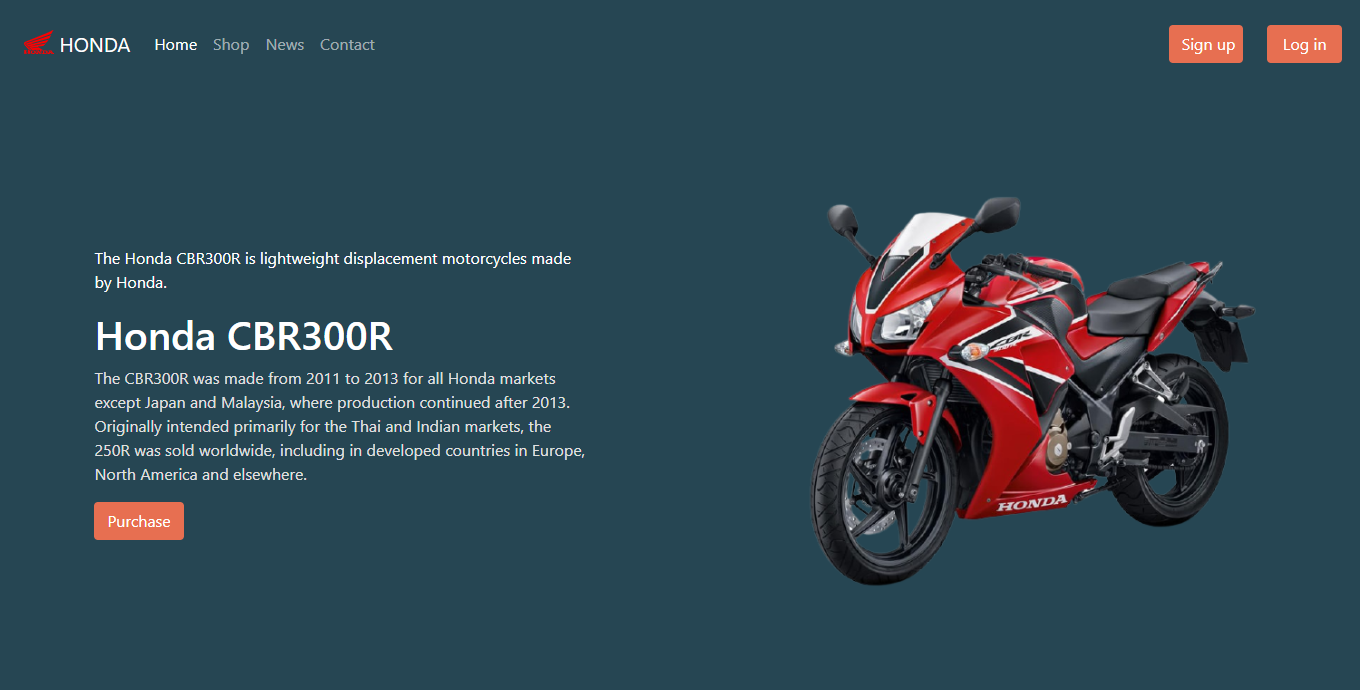 HONDA Home Shop News Contact Sign up Log in
The Honda CBR300R is lightweight displacement motorcycles made
by Honda.
Honda CBR300R
The CBR300R was made from 2011 to 2013 for all Honda markets
except Japan and Malaysia, where production continued after 2013.
Originally intended primarily for the Thai and Indian markets, the
250R was sold worldwide, including in developed countries in Europe,
North America and elsewhere.
Purchase
CBR
HONDA